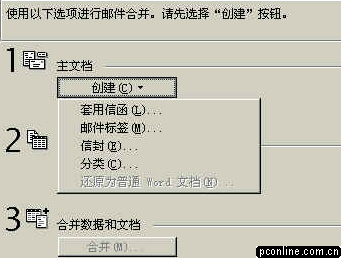 使用以下选项进行邮件合并。请先选择“创建”按钮。
1
主文档
创建(C)
套用信函(L)...
邮件标签(M)...
信封(E)...
分类(C)...
还原为普通 Word 文档(N)...
2
3
合并数据和文档
合并(M)...
pconline.com.cn